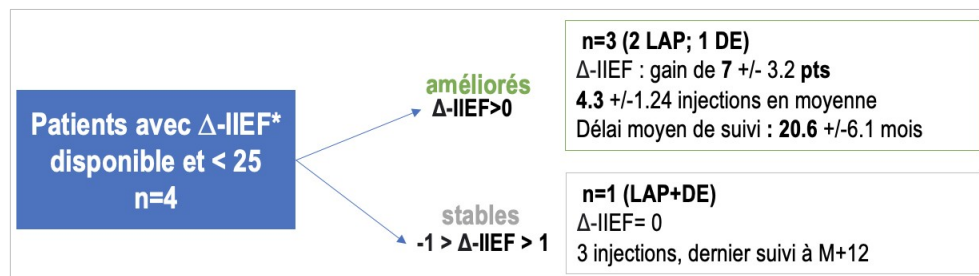 Patients avec Δ-IIEF*
disponible et < 25
n=4
améliorés
Δ-IIEF>0
n=3 (2 LAP; 1 DE)
Δ-IIEF : gain de 7 +/- 3.2 pts
4.3 +/-1.24 injections en moyenne
Délai moyen de suivi : 20.6 +/-6.1 mois
stables
-1 > Δ-IIEF > 1
n=1 (LAP+DE)
Δ-IIEF= 0
3 injections, dernier suivi à M+12